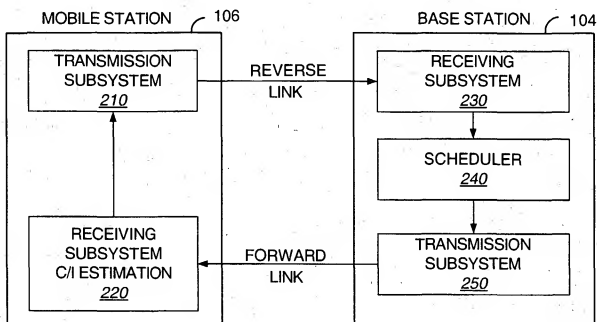 MOBILE STATION
106
TRANSMISSION
SUBSYSTEM
210
RECEIVING
SUBSYSTEM
C/I ESTIMATION
220
REVERSE
LINK
FORWARD
LINK
BASE STATION
104
RECEIVING
SUBSYSTEM
230
SCHEDULER
240
TRANSMISSION
SUBSYSTEM
250